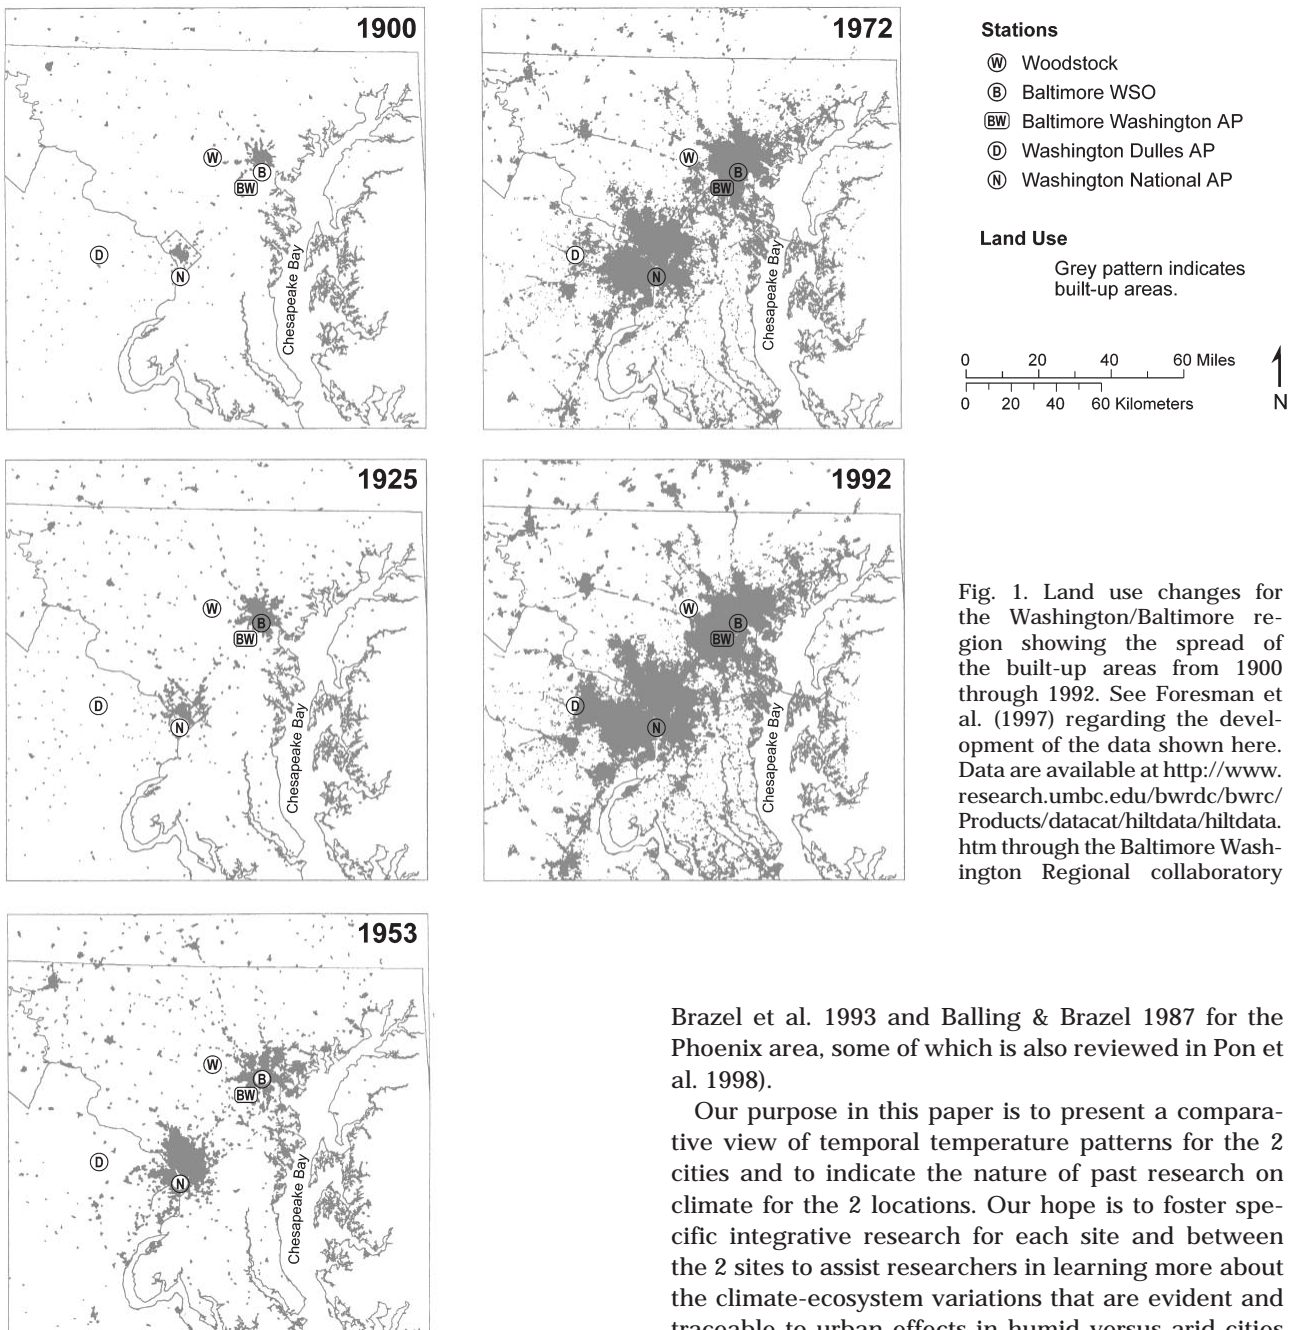 1900
W
B
BW
D
N
Chesapeake Bay
1972
W
B
BW
D
N
Chesapeake Bay
Stations
W Woodstock
B Baltimore WSO
BW Baltimore Washington AP
D Washington Dulles AP
N Washington National AP
Land Use
Grey pattern indicates
built-up areas.
0 20 40 60 Miles
0 20 40 60 Kilometers
N
1925
W
B
BW
D
N
Chesapeake Bay
1992
W
B
BW
D
N
Chesapeake Bay
Fig. 1. Land use changes for
the Washington/Baltimore re-
gion showing the spread of
the built-up areas from 1900
through 1992. See Foresman et
al. (1997) regarding the devel-
opment of the data shown here.
Data are available at http://www.
research.umbc.edu/bwrdc/bwrc/
Products/datacat/hiltdata/hiltdata.
htm through the Baltimore Wash-
ington Regional collaboratory
1953
W
B
BW
D
N
Chesapeake Bay
Brazel et al. 1993 and Balling & Brazel 1987 for the
Phoenix area, some of which is also reviewed in Pon et
al. 1998).
Our purpose in this paper is to present a compara-
tive view of temporal temperature patterns for the 2
cities and to indicate the nature of past research on
climate for the 2 locations. Our hope is to foster spe-
cific integrative research for each site and between
the 2 sites to assist researchers in learning more about
the climate-ecosystem variations that are evident and
traceable to urban effects in humid versus arid cities